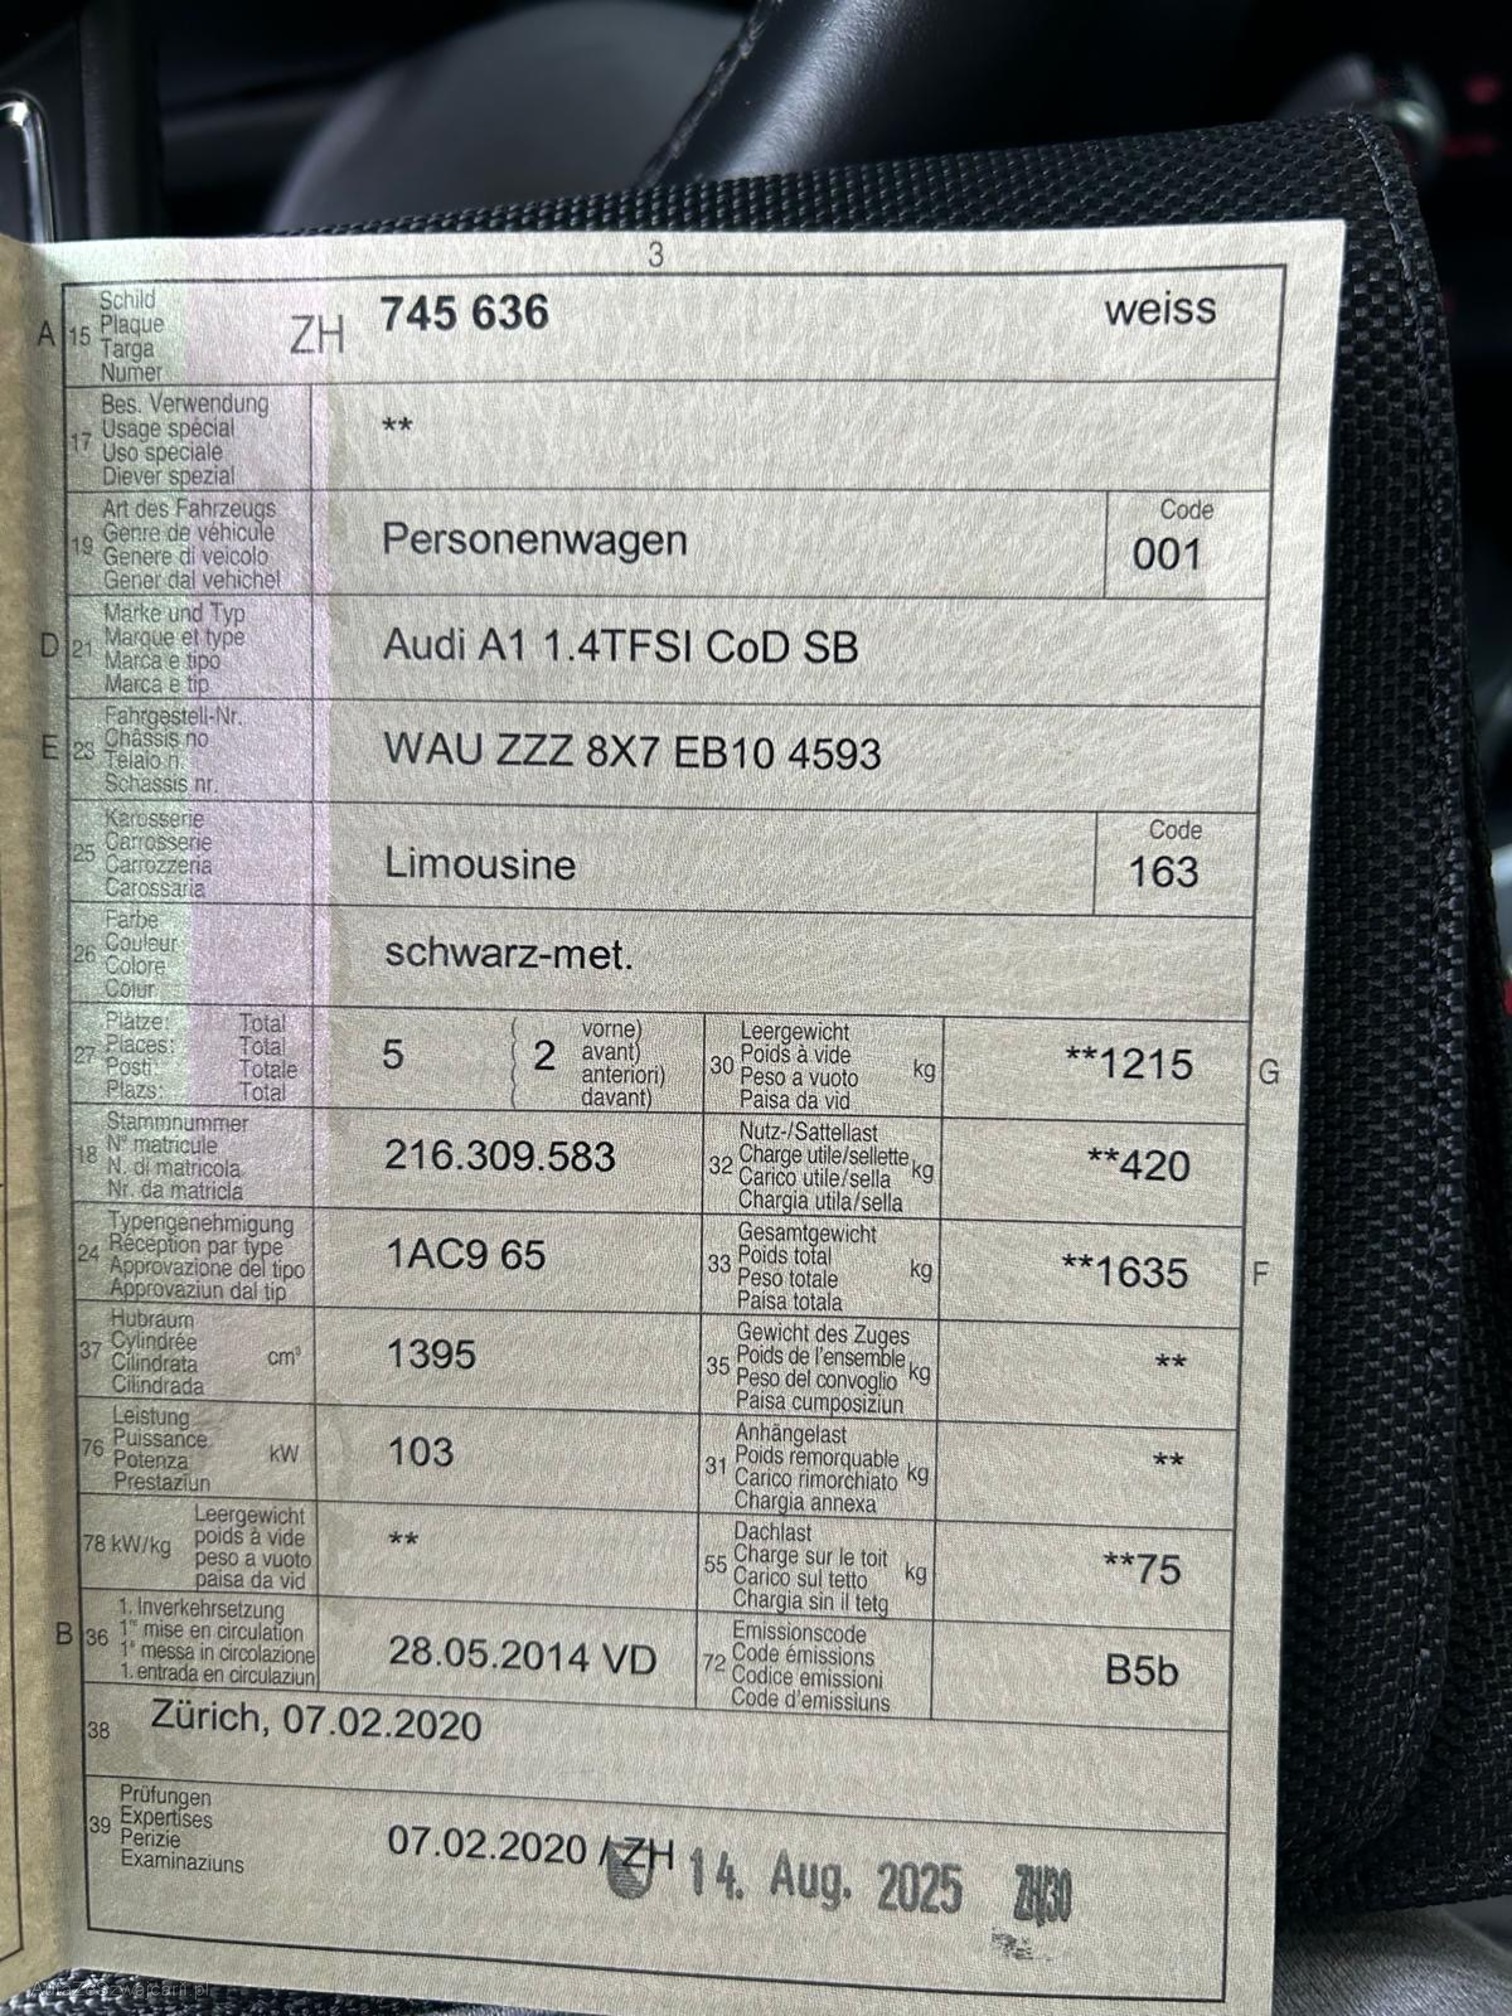 3
A 15 Schild
Plaque
Targa
Numer
ZH 745 636 weiss
17 Bes. Verwendung
Usage spécial
Uso speciale
Diever spezial
**
19 Art des Fahrzeugs
Genre de véhicule
Genere di veicolo
Gener dal vehichel
Personenwagen
Code
001
D 21 Marke und Typ
Marque et type
Marca e tipo
Marca e tip
Audi A1 1.4TFSI CoD SB
E 23 Fahrgestell-Nr.
Châssis no
Telaio n.
Schassis nr.
WAU ZZZ 8X7 EB10 4593
25 Karosserie
Carrosserie
Carrozzeria
Carossaria
Limousine
Code
163
26 Farbe
Couleur
Colore
Colur
schwarz-met.
27 Plätze: Total
Places: Total
Posti: Totale
Plazs: Total
5
( 2 vorne)
avant)
anteriori)
davant)
30 Leergewicht
Poids à vide
Peso a vuoto
Paisa da vid
kg
**1215 G
18 Stammnummer
N° matricule
N. di matricola
Nr. da matricla
216.309.583
32 Nutz-/Sattellast
Charge utile/sellette
Carico utile/sella
Chargia utila/sella
kg
**420
24 Typengenehmigung
Réception par type
Approvazione del tipo
Approvaziun dal tip
1AC9 65
33 Gesamtgewicht
Poids total
Peso totale
Paisa totala
kg
**1635 F
37 Hubraum
Cylindrée
Cilindrata
Cilindrada
cm³
1395
35 Gewicht des Zuges
Poids de l'ensemble
Peso del convoglio
Paisa cumposiziun
kg
**
76 Leistung
Puissance
Potenza
Prestaziun
kW
103
31 Anhängelast
Poids remorquable
Carico rimorchiato
Chargia annexa
kg
**
78 kW/kg Leergewicht
poids à vide
peso a vuoto
paisa da vid
**
55 Dachlast
Charge sur le toit
Carico sul tetto
Chargia sin il tetg
kg
**75
B 36 1. Inverkehrsetzung
1re mise en circulation
1a messa in circolazione
1. entrada en circulaziun
28.05.2014 VD
72 Emissionscode
Code émissions
Codice emissioni
Code d'emissiuns
B5b
38 Zürich, 07.02.2020
39 Prüfungen
Expertises
Perizie
Examinaziuns
07.02.2020 / ZH 14. Aug. 2025 ZH30
AutazeSzwajcarii.pl